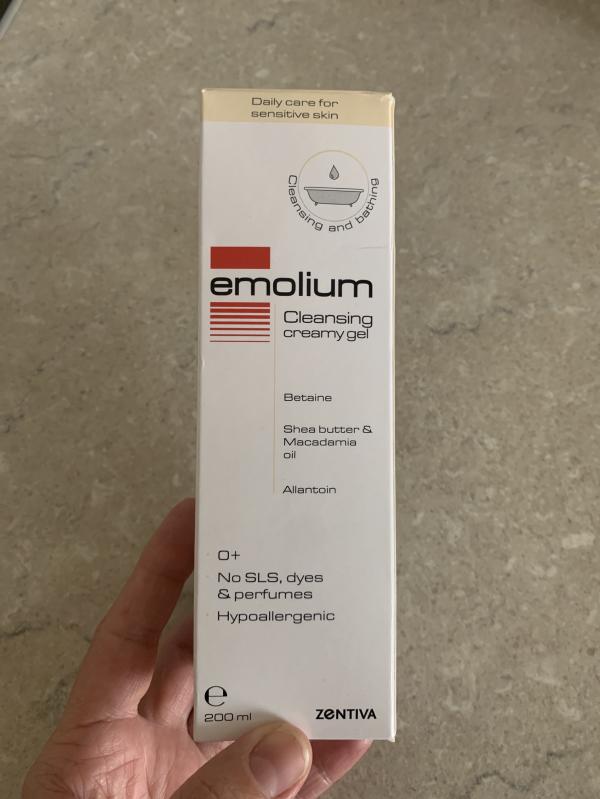 Daily care for
sensitive skin
Cleansing and bathing
emolium
Cleansing
creamy gel
Betaine
Shea butter &
Macadamia
oil
Allantoin
0+
No SLS, dyes
& perfumes
Hypoallergenic
e
200 ml
ZENTIVA